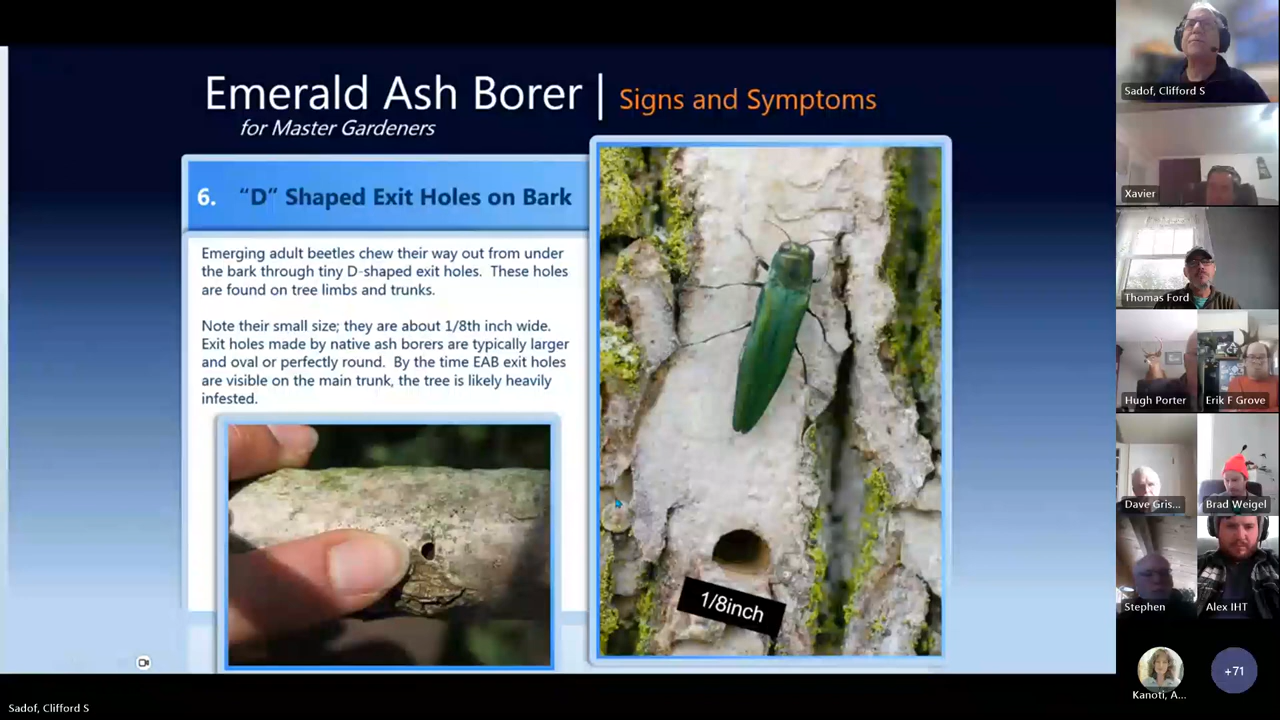 Emerald Ash Borer | Signs and Symptoms
for Master Gardeners
6. "D" Shaped Exit Holes on Bark
Emerging adult beetles chew their way out from under
the bark through tiny D-shaped exit holes. These holes
are found on tree limbs and trunks.
Note their small size; they are about 1/8th inch wide.
Exit holes made by native ash borers are typically larger
and oval or perfectly round. By the time EAB exit holes
are visible on the main trunk, the tree is likely heavily
infested.
1/8inch
Sadof, Clifford S
Xavier
Thomas Ford
Hugh Porter
Erik F Grove
Dave Gris...
Brad Weigel
Stephen
Alex IHT
Kanoti, A...
+71
Sadof, Clifford S